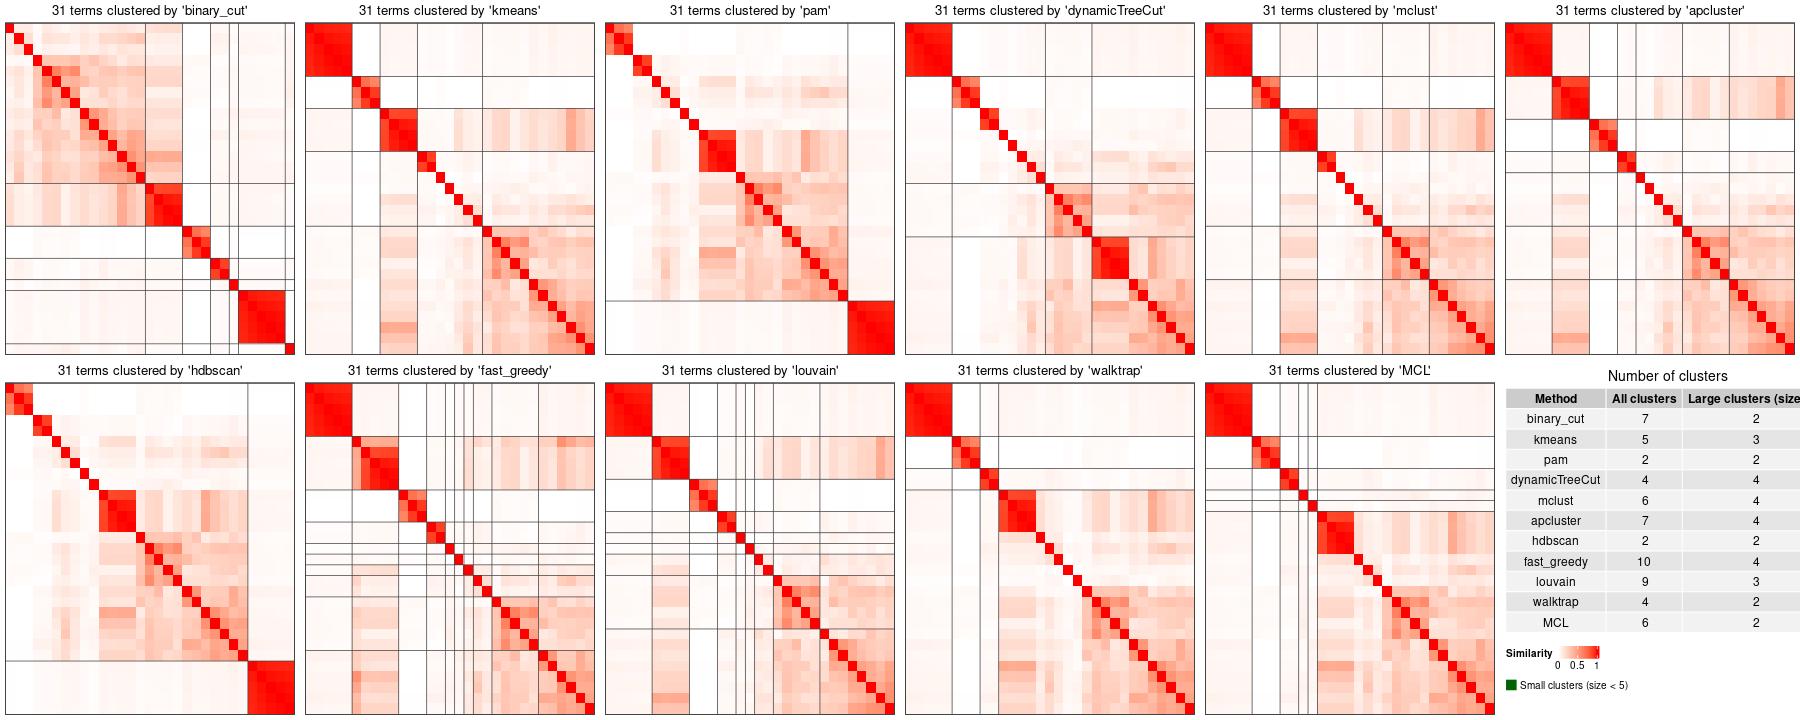 31 terms clustered by 'binary_cut'
31 terms clustered by 'kmeans'
31 terms clustered by 'pam'
31 terms clustered by 'dynamicTreeCut'
31 terms clustered by 'mclust'
31 terms clustered by 'apcluster'
31 terms clustered by 'hdbscan'
31 terms clustered by 'fast_greedy'
31 terms clustered by 'louvain'
31 terms clustered by 'walktrap'
31 terms clustered by 'MCL'
Number of clusters
Method All clusters Large clusters (size
binary_cut 7 2
kmeans 5 3
pam 2 2
dynamicTreeCut 4 4
mclust 6 4
apcluster 7 4
hdbscan 2 2
fast_greedy 10 4
louvain 9 3
walktrap 4 2
MCL 6 2
Similarity
0 0.5 1
Small clusters (size < 5)